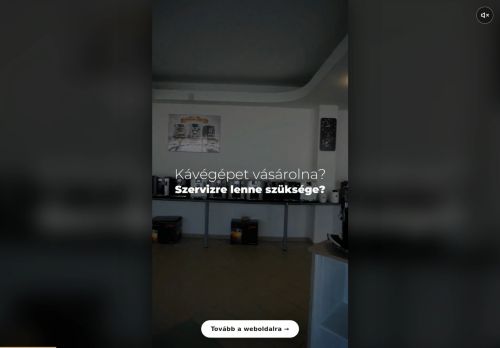 Kávégépet vásárolna?
Szervizre lenne szüksége?
Tovább a weboldalra →